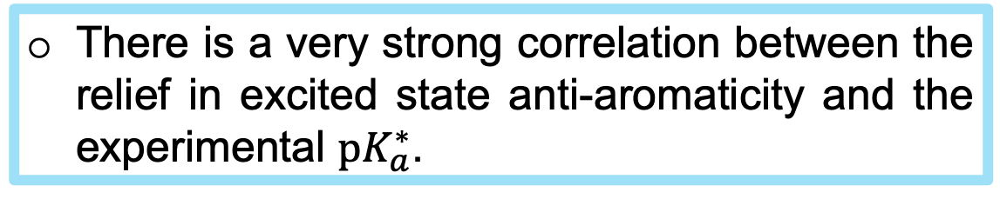 ○ There is a very strong correlation between the
relief in excited state anti-aromaticity and the
experimental pK*a.